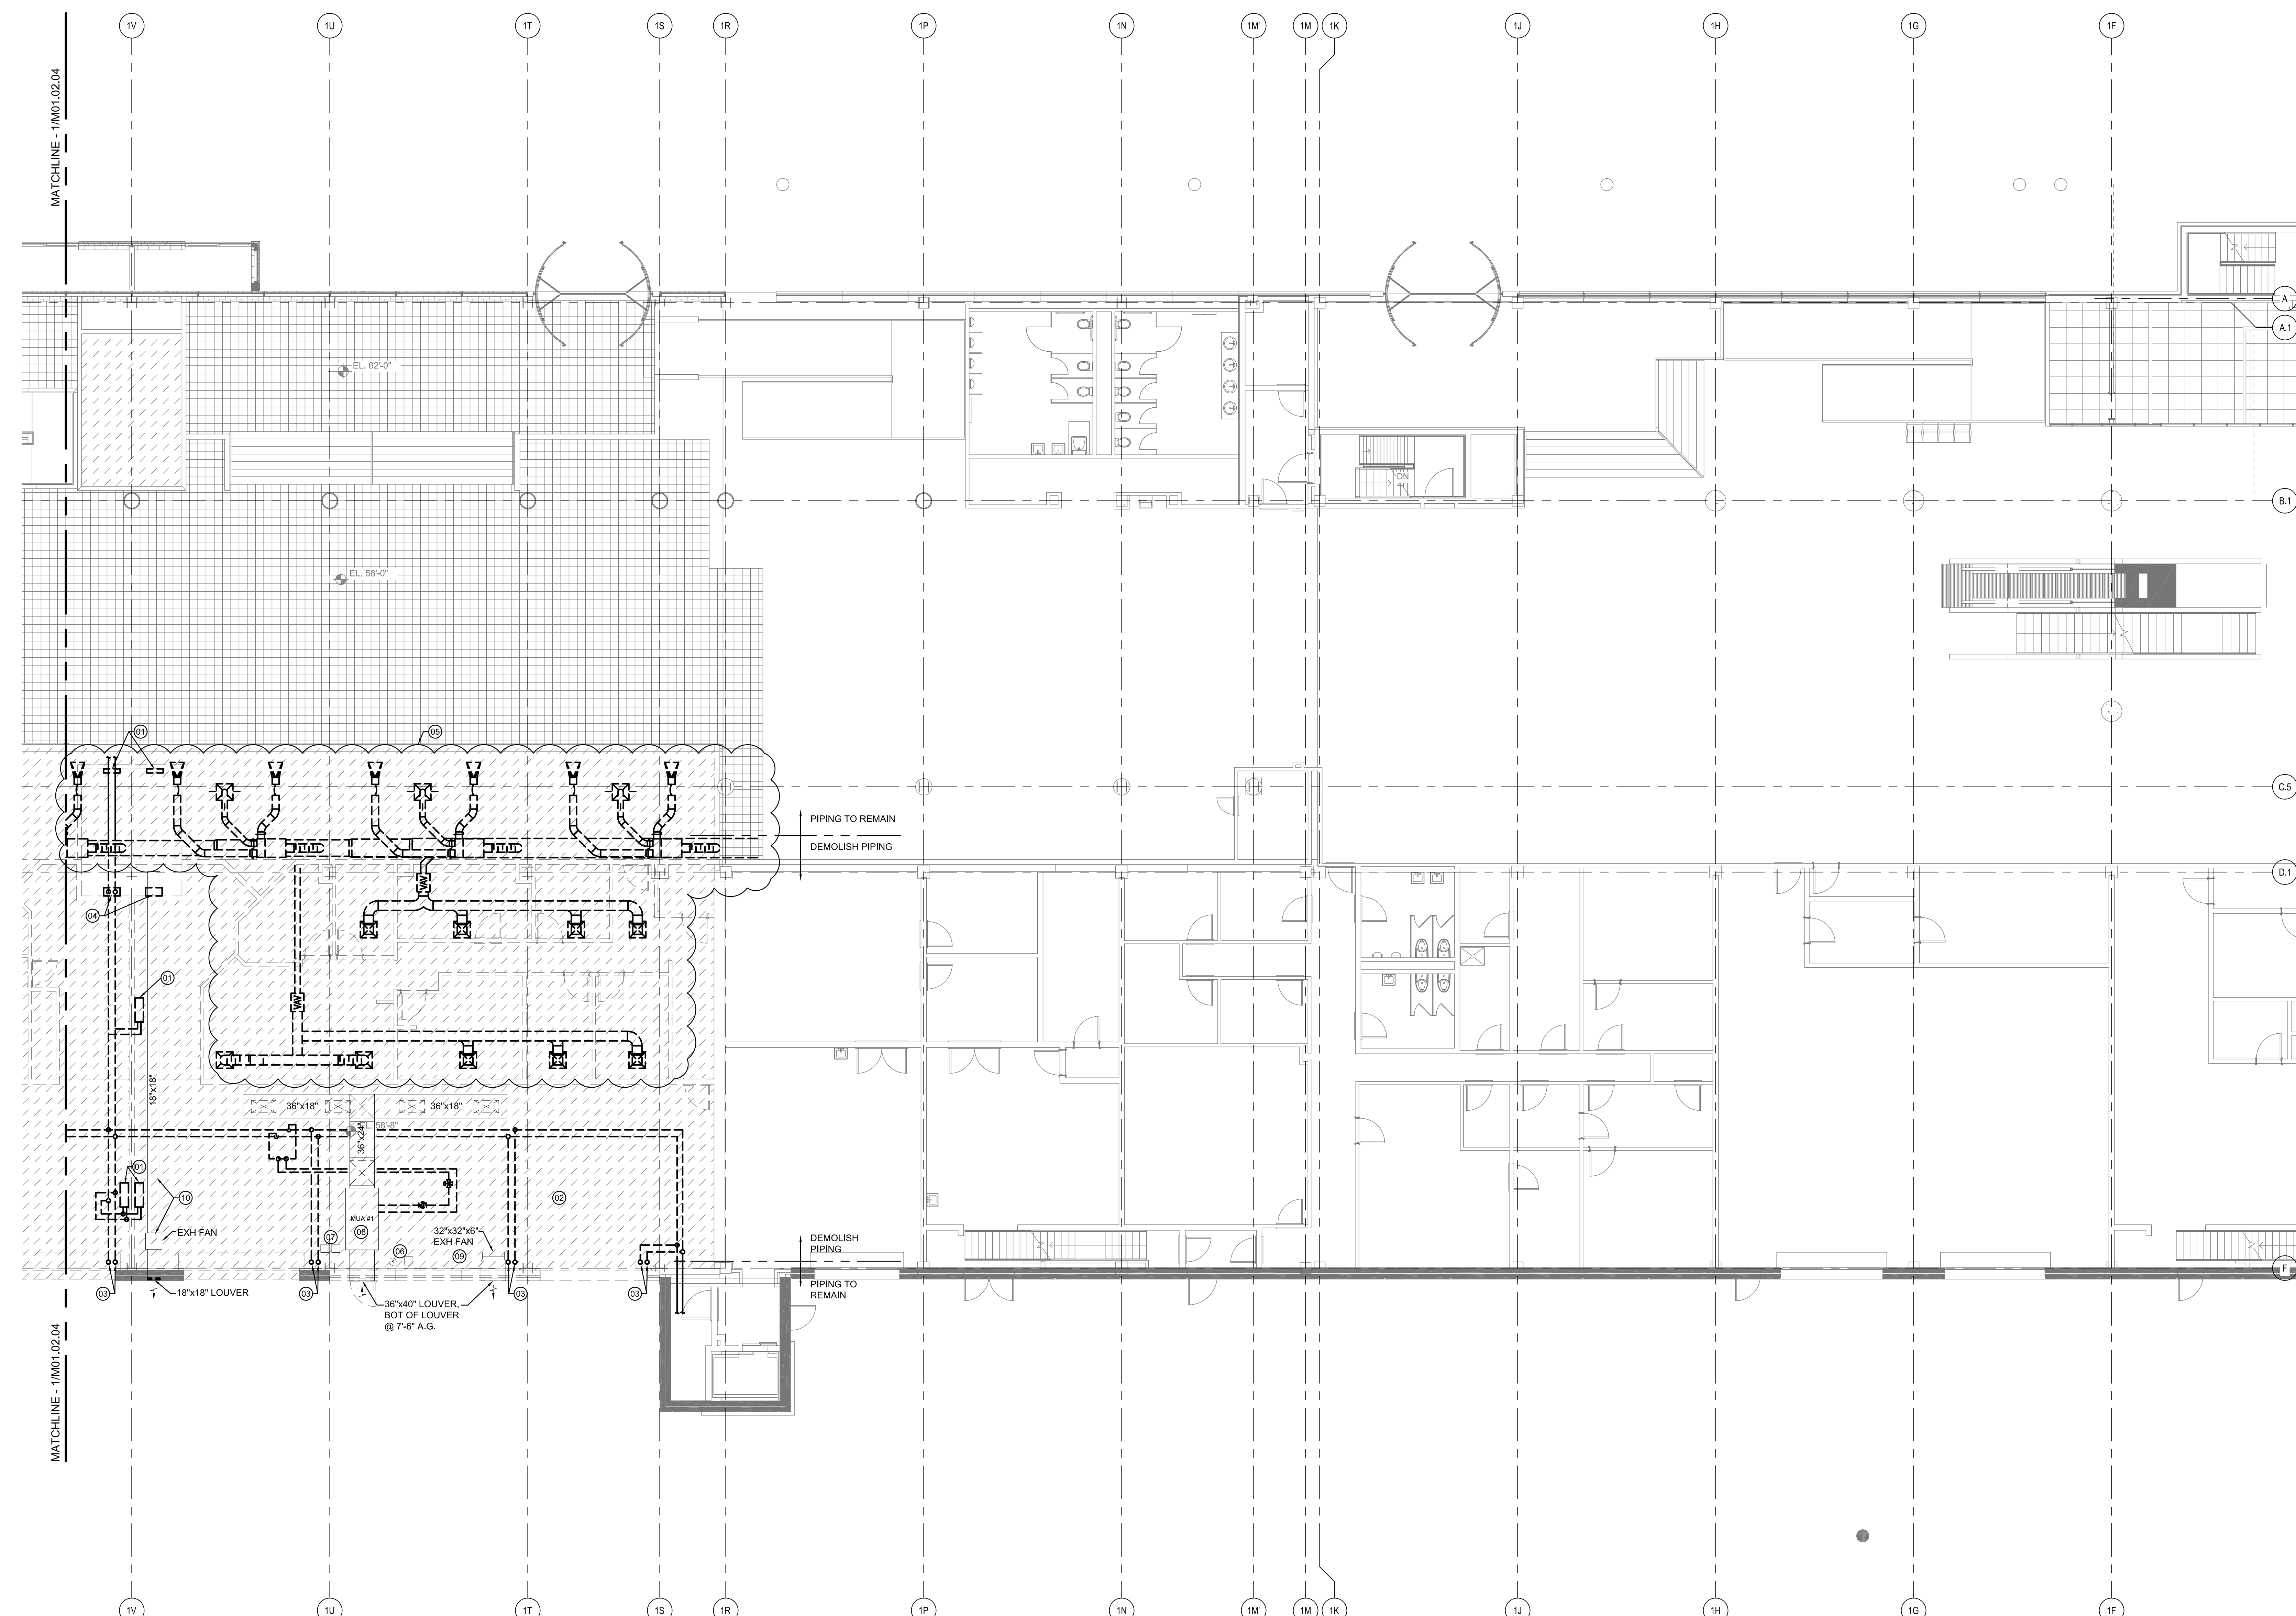 1V
1U
1T
1S
1R
1P
1N
1M'
1M
1K
1J
1H
1G
1F
MATCHLINE - 1/M01.02.04
A
A.1
EL. 62'-0"
DN
B.1
EL. 58'-0"
01
05
C.5
PIPING TO REMAIN
DEMOLISH PIPING
D.1
04
01
18"x18"
36"x18"
36"x18"
36"x24"
EL. 58'-8"
01
10
02
MUA #1
08
07
06
32"x32"x6"
EXH FAN
09
EXH FAN
DEMOLISH
PIPING
PIPING TO
REMAIN
F
03
18"x18" LOUVER
03
36"x40" LOUVER,
BOT OF LOUVER
@ 7'-6" A.G.
03
03
MATCHLINE - 1/M01.02.04
1V
1U
1T
1S
1R
1P
1N
1M'
1M
1K
1J
1H
1G
1F